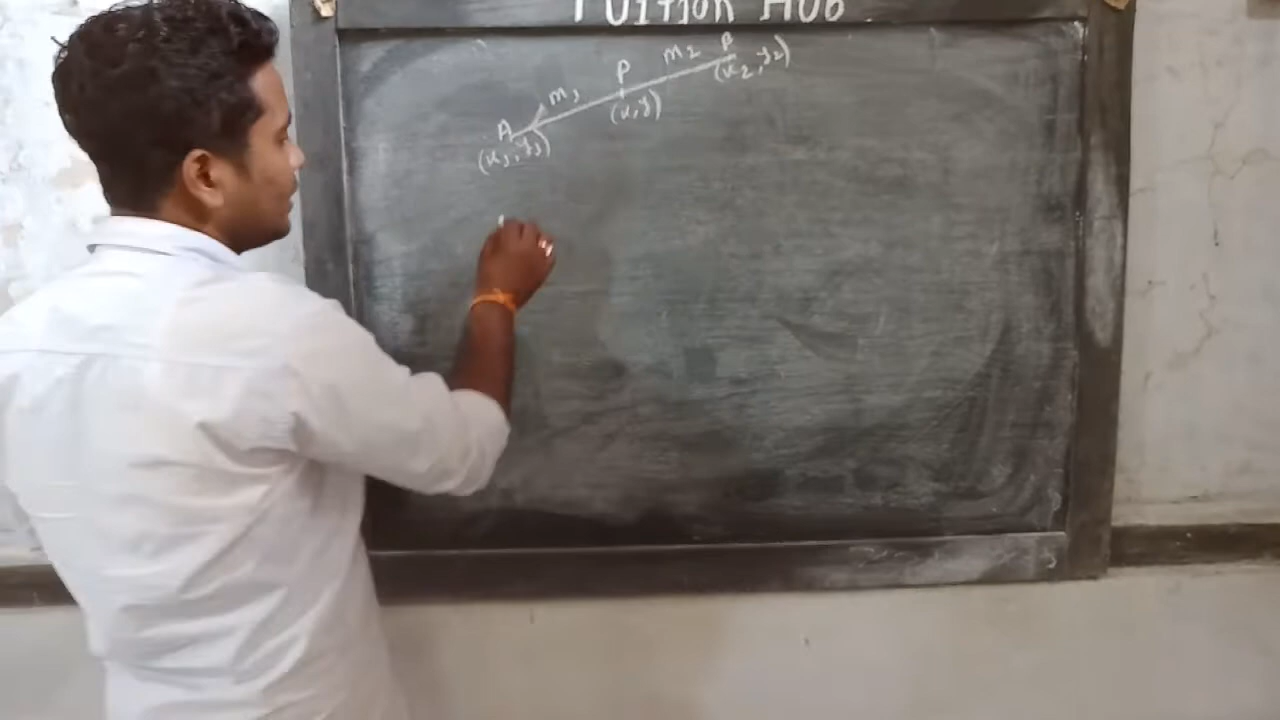 Tuition HUB
m₂ B
P (x₂, y₂)
m₁ (x, y)
A
(x₁, y₁)